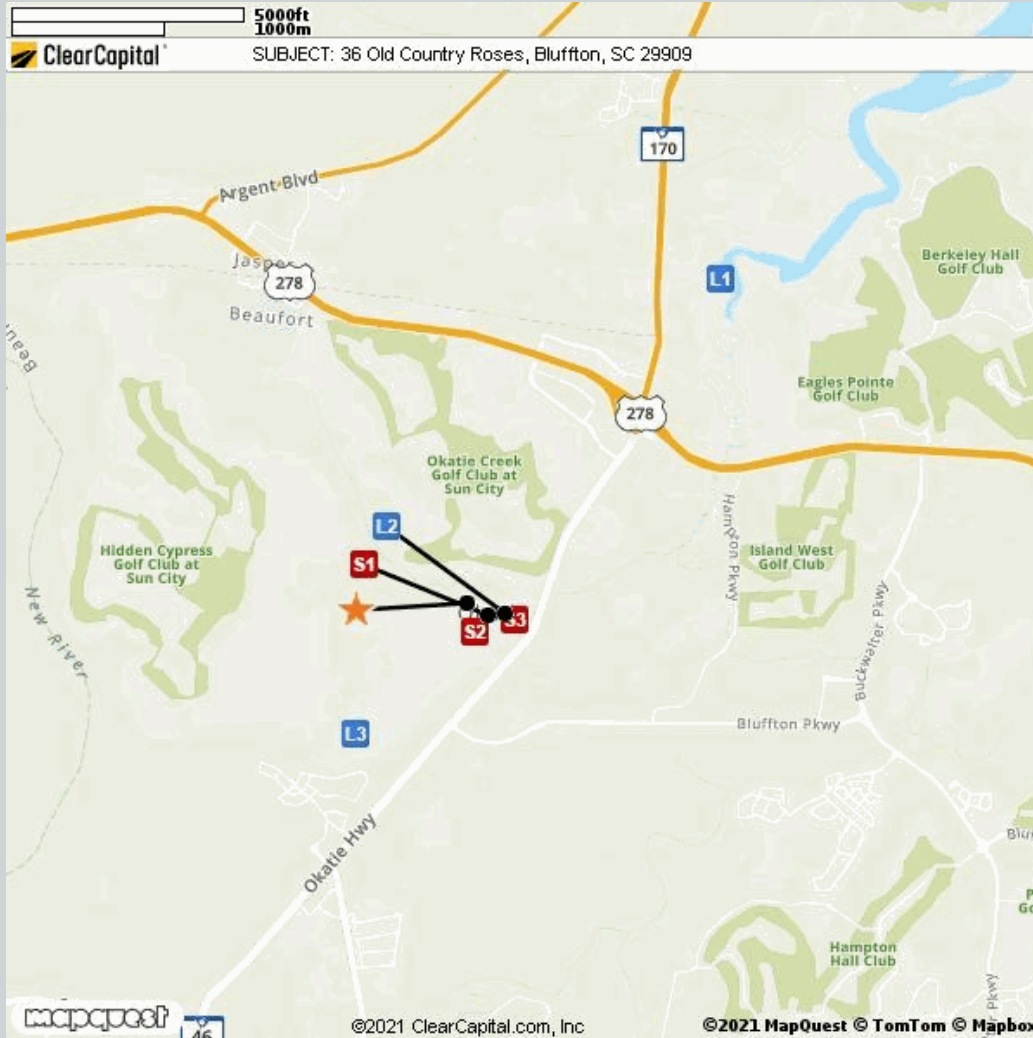 5000ft
1000m
ClearCapital
SUBJECT: 36 Old Country Roses, Bluffton, SC 29909
170
Argent Blvd
L1
Berkeley Hall
Golf Club
Jasper
278
Beaufort
Eagles Pointe
Golf Club
278
Okatie Creek
Golf Club at
Sun City
L2
Hidden Cypress
Golf Club at
Sun City
S1
Island West
Golf Club
S2
S3
New River
Buckwalter Pkwy
L3
Bluffton Pkwy
Okatie Hwy
Hampton
Hall Club
Pkwy
mapquest
46
©2021 ClearCapital.com, Inc
©2021 MapQuest © TomTom © Mapbox